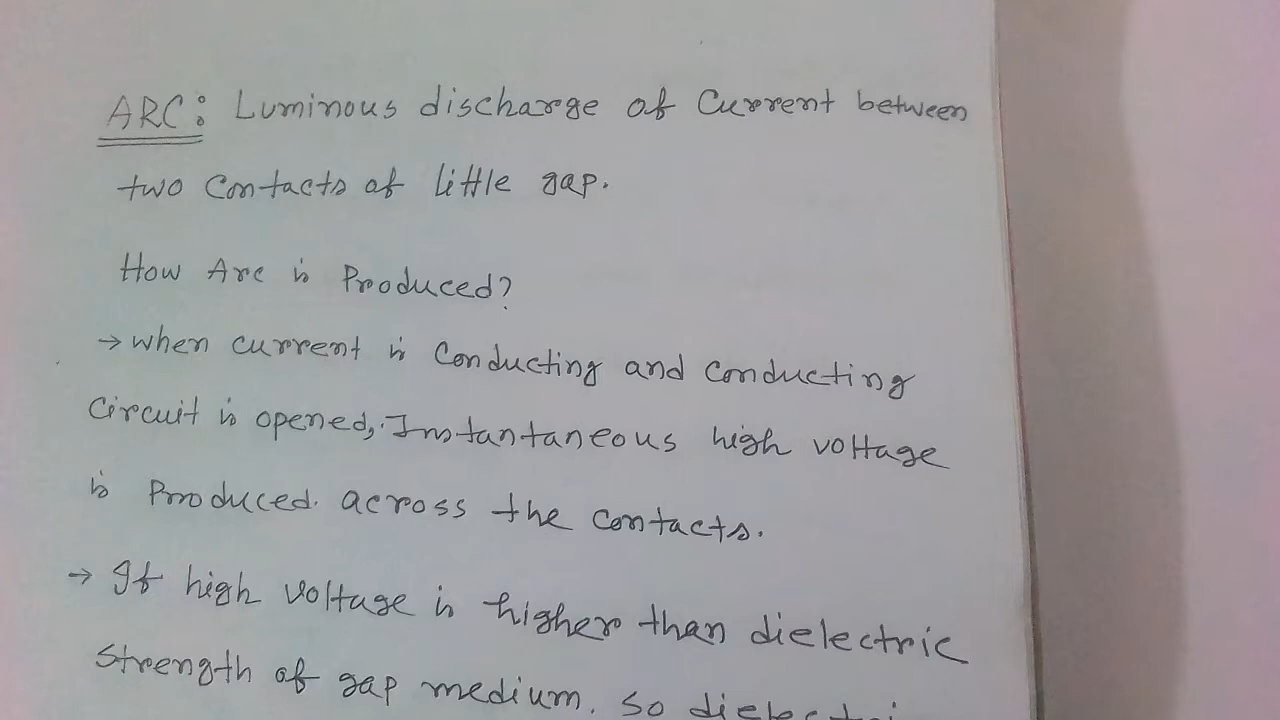 ARC: Luminous discharge of Current between
two Contacts of little gap.
How Arc is Produced?
→ when current is Conducting and Conducting
Circuit is opened, Instantaneous high voltage
is Produced. across the contacts.
→ If high voltage is higher than dielectric
Strength of gap medium. So